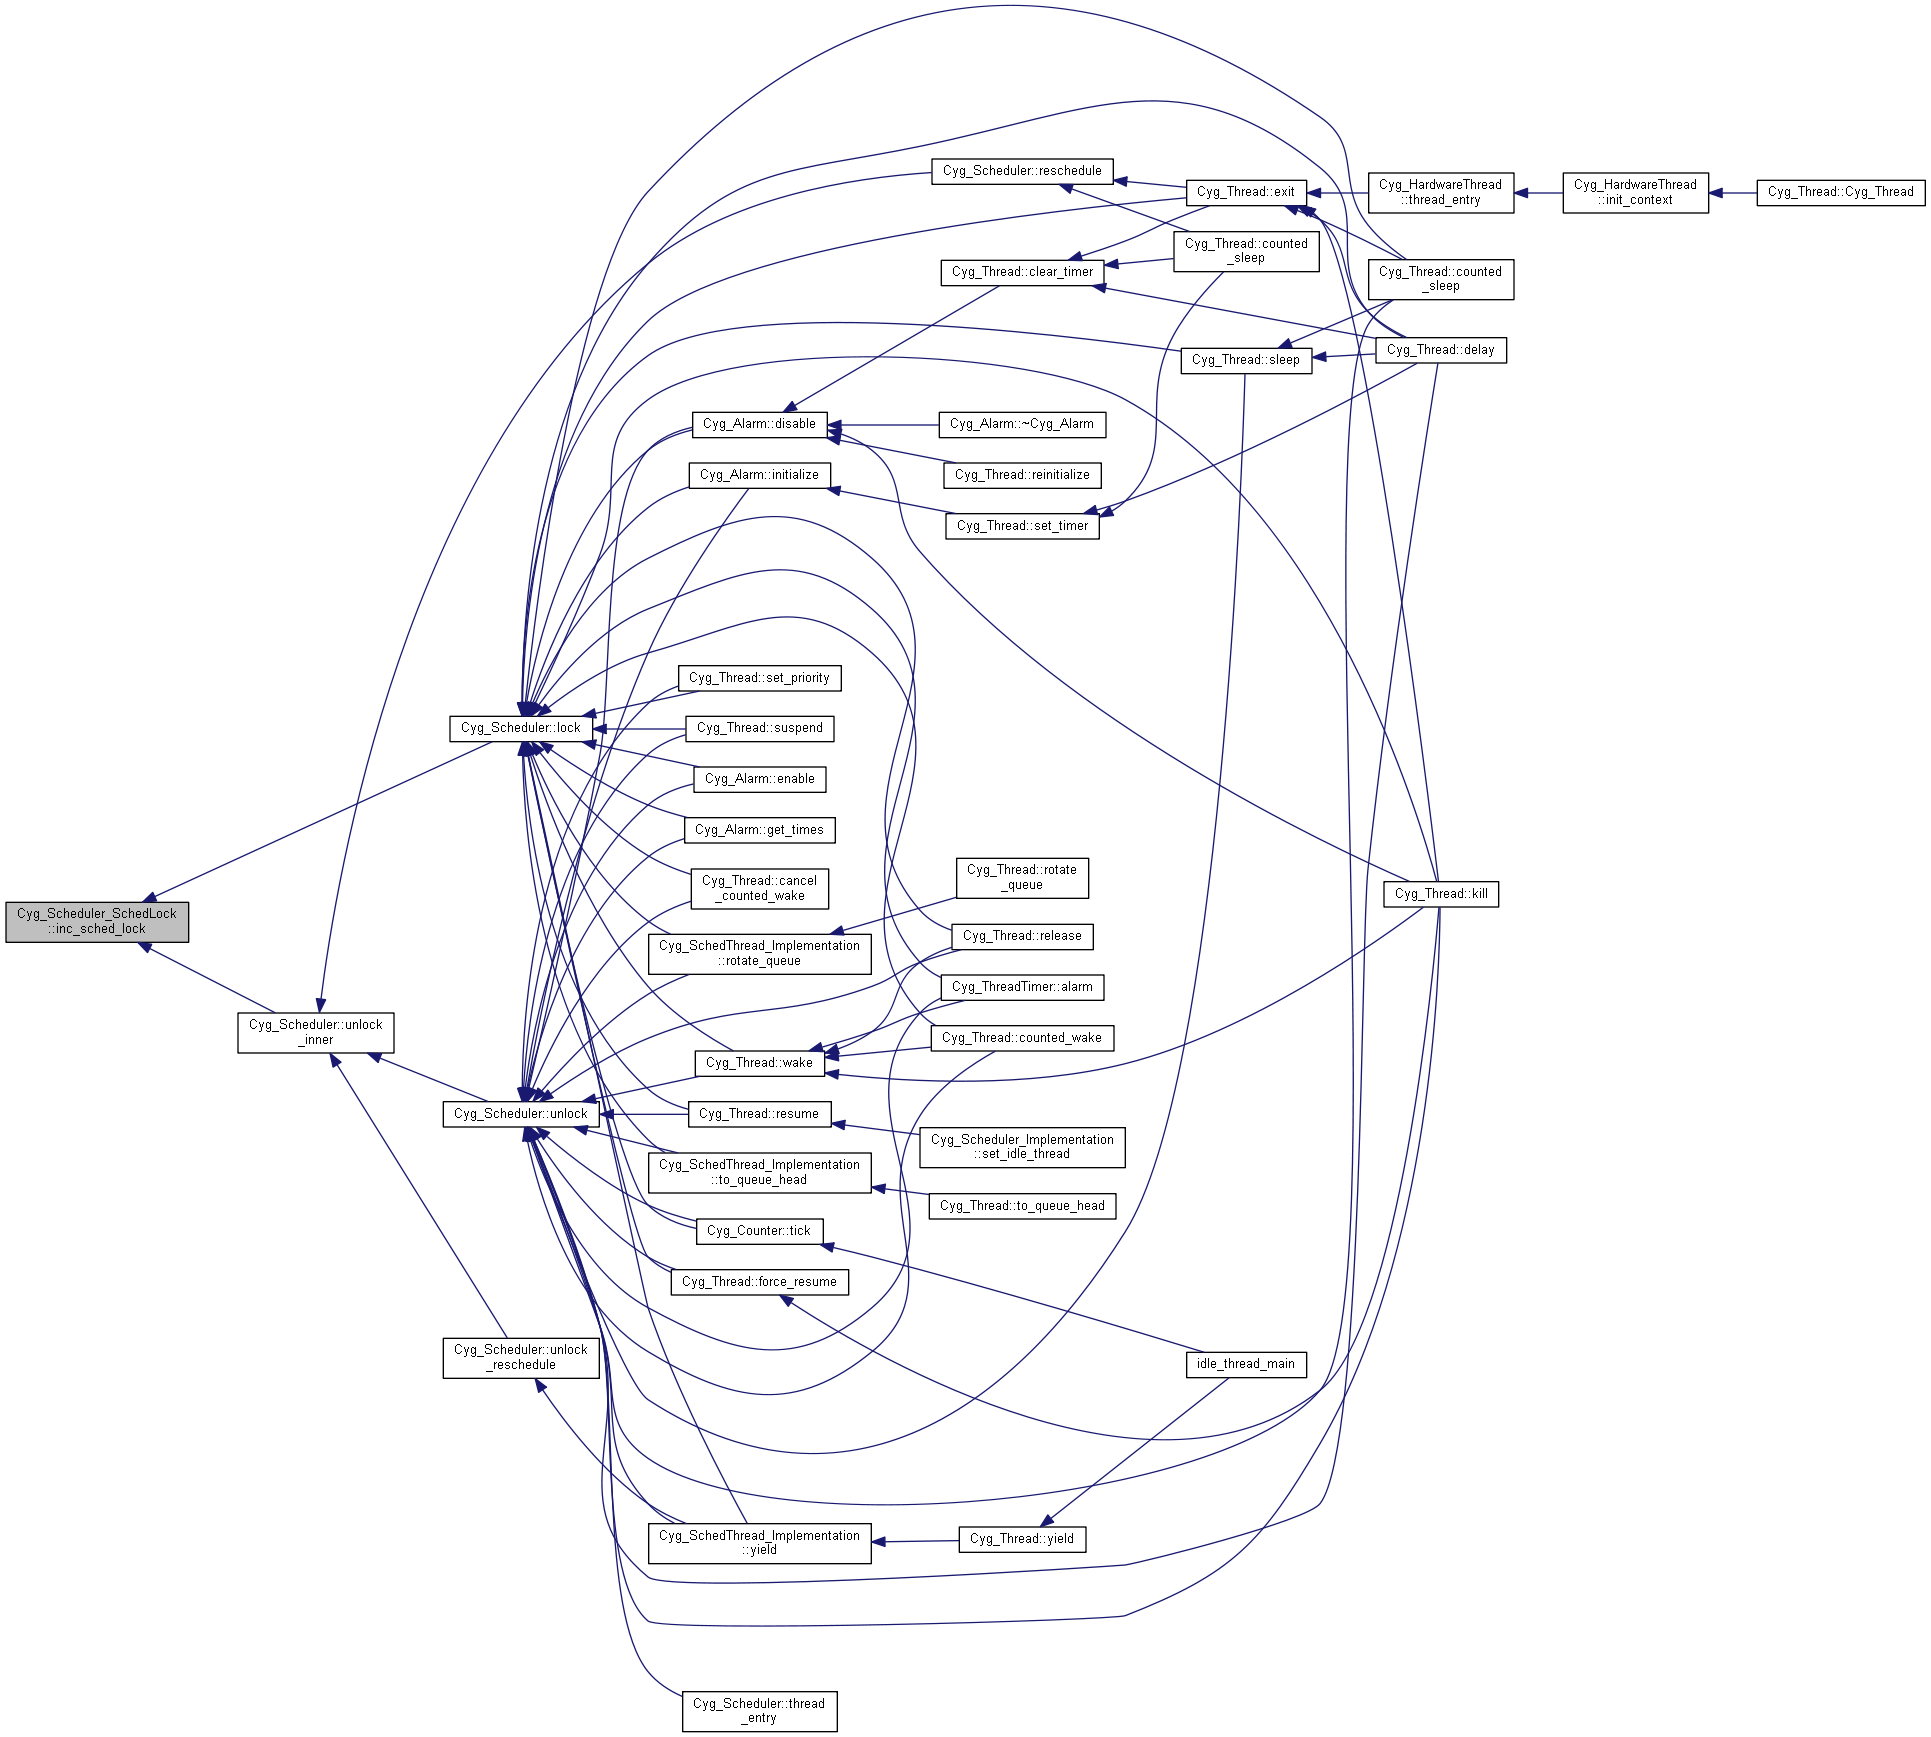 Cyg_Scheduler::reschedule
Cyg_Thread::exit
Cyg_HardwareThread
::thread_entry
Cyg_HardwareThread
::init_context
Cyg_Thread::Cyg_Thread
Cyg_Thread::counted
_sleep
Cyg_Thread::clear_timer
Cyg_Thread::counted
_sleep
Cyg_Thread::sleep
Cyg_Thread::delay
Cyg_Alarm::disable
Cyg_Alarm::~Cyg_Alarm
Cyg_Alarm::initialize
Cyg_Thread::reinitialize
Cyg_Thread::set_timer
Cyg_Thread::set_priority
Cyg_Scheduler::lock
Cyg_Thread::suspend
Cyg_Alarm::enable
Cyg_Alarm::get_times
Cyg_Thread::cancel
_counted_wake
Cyg_Thread::rotate
_queue
Cyg_Thread::kill
Cyg_Scheduler_SchedLock
::inc_sched_lock
Cyg_SchedThread_Implementation
::rotate_queue
Cyg_Thread::release
Cyg_ThreadTimer::alarm
Cyg_Scheduler::unlock
_inner
Cyg_Thread::counted_wake
Cyg_Thread::wake
Cyg_Scheduler::unlock
Cyg_Thread::resume
Cyg_Scheduler_Implementation
::set_idle_thread
Cyg_SchedThread_Implementation
::to_queue_head
Cyg_Thread::to_queue_head
Cyg_Counter::tick
Cyg_Thread::force_resume
Cyg_Scheduler::unlock
_reschedule
idle_thread_main
Cyg_SchedThread_Implementation
::yield
Cyg_Thread::yield
Cyg_Scheduler::thread
_entry